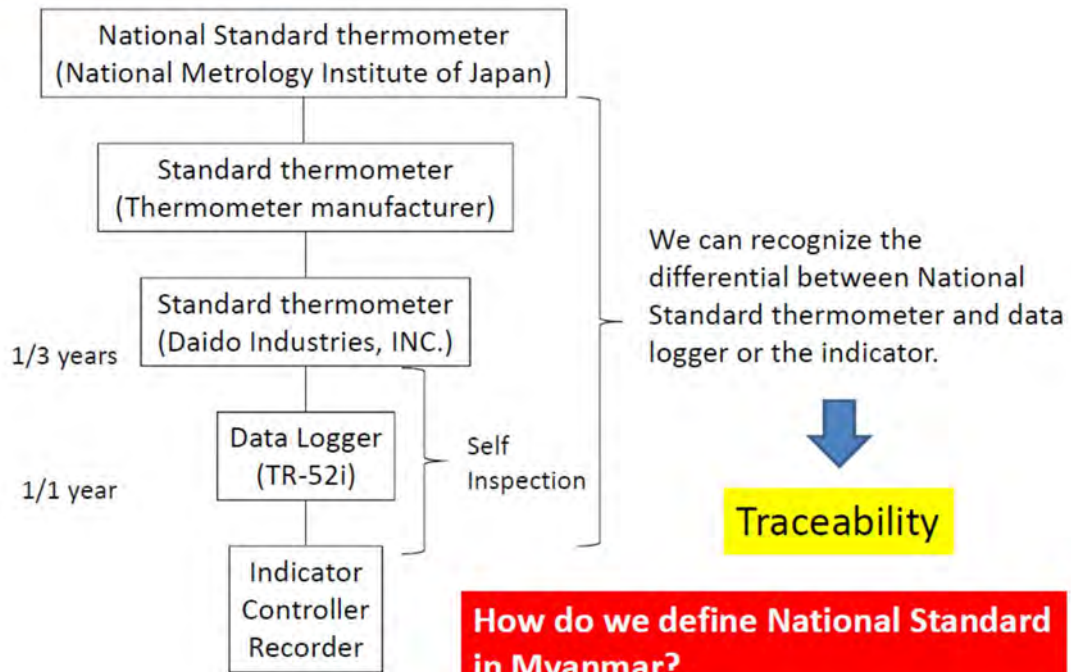 National Standard thermometer
(National Metrology Institute of Japan)
Standard thermometer
(Thermometer manufacturer)
Standard thermometer
(Daido Industries, INC.)
1/3 years
Data Logger
(TR-52i)
1/1 year
Self
Inspection
Indicator
Controller
Recorder
We can recognize the
differential between National
Standard thermometer and data
logger or the indicator.
Traceability
How do we define National Standard
in Myanmar?